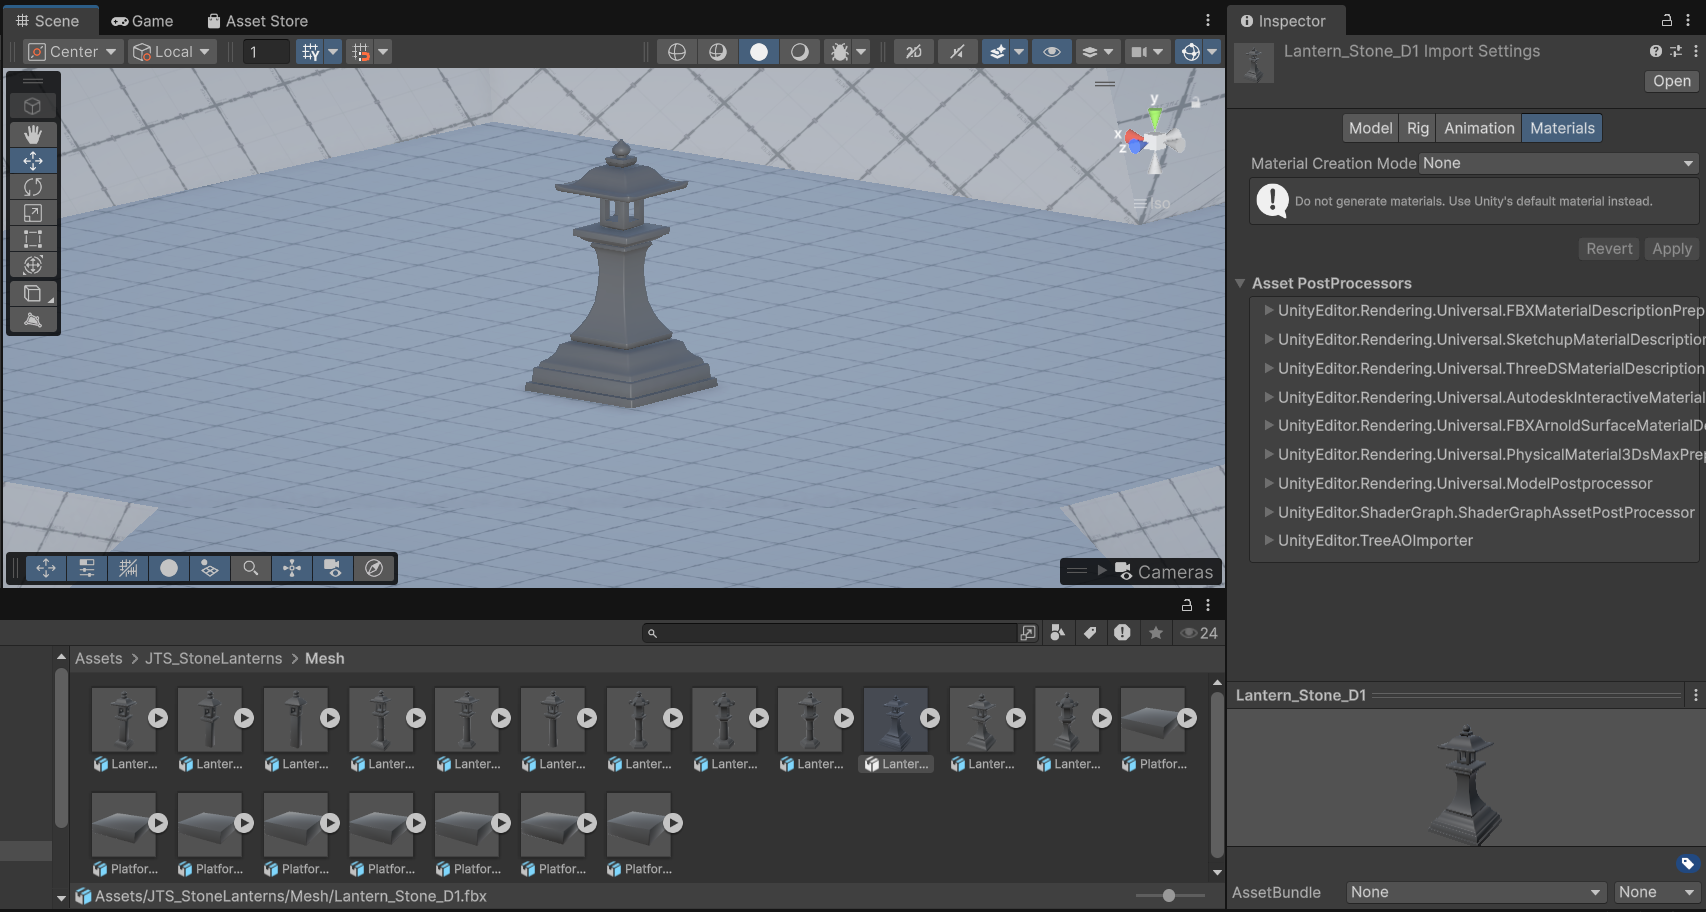 Scene
Game
Asset Store
Center
Local
1
2D
y
x
z
Iso
Cameras
24
Assets > JTS_StoneLanterns > Mesh
Lanter... Lanter... Lanter... Lanter... Lanter... Lanter... Lanter... Lanter... Lanter... Lanter... Lanter... Lanter... Platfor...
Platfor... Platfor... Platfor... Platfor... Platfor... Platfor... Platfor...
Assets/JTS_StoneLanterns/Mesh/Lantern_Stone_D1.fbx
Inspector
Lantern_Stone_D1 Import Settings
Open
Model Rig Animation Materials
Material Creation Mode None
Do not generate materials. Use Unity's default material instead.
Revert Apply
Asset PostProcessors
UnityEditor.Rendering.Universal.FBXMaterialDescriptionPrep
UnityEditor.Rendering.Universal.SketchupMaterialDescription
UnityEditor.Rendering.Universal.ThreeDSMaterialDescription
UnityEditor.Rendering.Universal.AutodeskInteractiveMaterial
UnityEditor.Rendering.Universal.FBXArnoldSurfaceMaterialDe
UnityEditor.Rendering.Universal.PhysicalMaterial3DsMaxPrep
UnityEditor.Rendering.Universal.ModelPostprocessor
UnityEditor.ShaderGraph.ShaderGraphAssetPostProcessor
UnityEditor.TreeAOImporter
Lantern_Stone_D1
AssetBundle None None